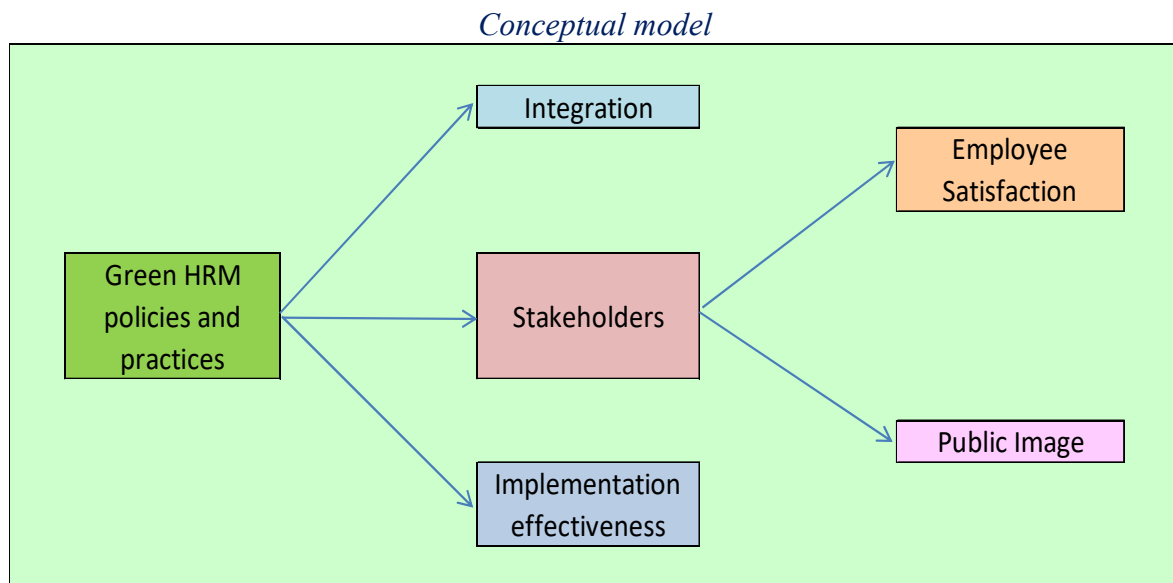 Conceptual model
Integration
Employee
Satisfaction
Green HRM
policies and
practices
Stakeholders
Public Image
Implementation
effectiveness